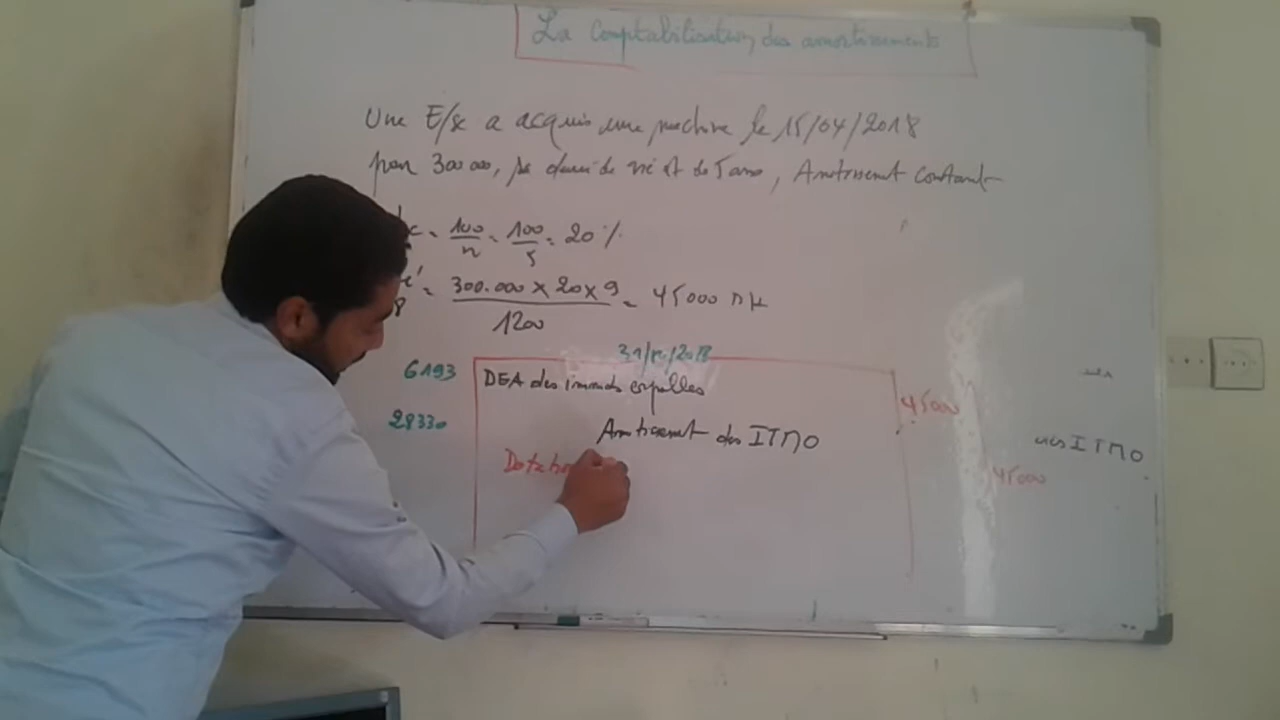 La Comptabilisation des amortissements
Une E/se a acquis une machine le 15/04/2018
pour 300 000, sa durée de vie est de 5 ans, Amortissement constant
= 100/n = 100/5 = 20 %
= 300.000 x 20 x 9 / 1200 = 45000 DH
31/12/2018
6193 DEA des immob corpelles 45000
28330 Amortissement des ITMO 45000
Dotation
ITMO